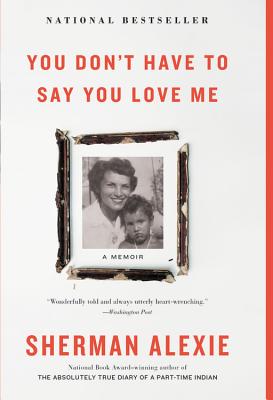 NATIONAL BESTSELLER
YOU DON'T HAVE TO
SAY YOU LOVE ME
A MEMOIR
"Wonderfully told and always utterly heart-wrenching."
—Washington Post
SHERMAN ALEXIE
National Book Award–winning author of
THE ABSOLUTELY TRUE DIARY OF A PART-TIME INDIAN